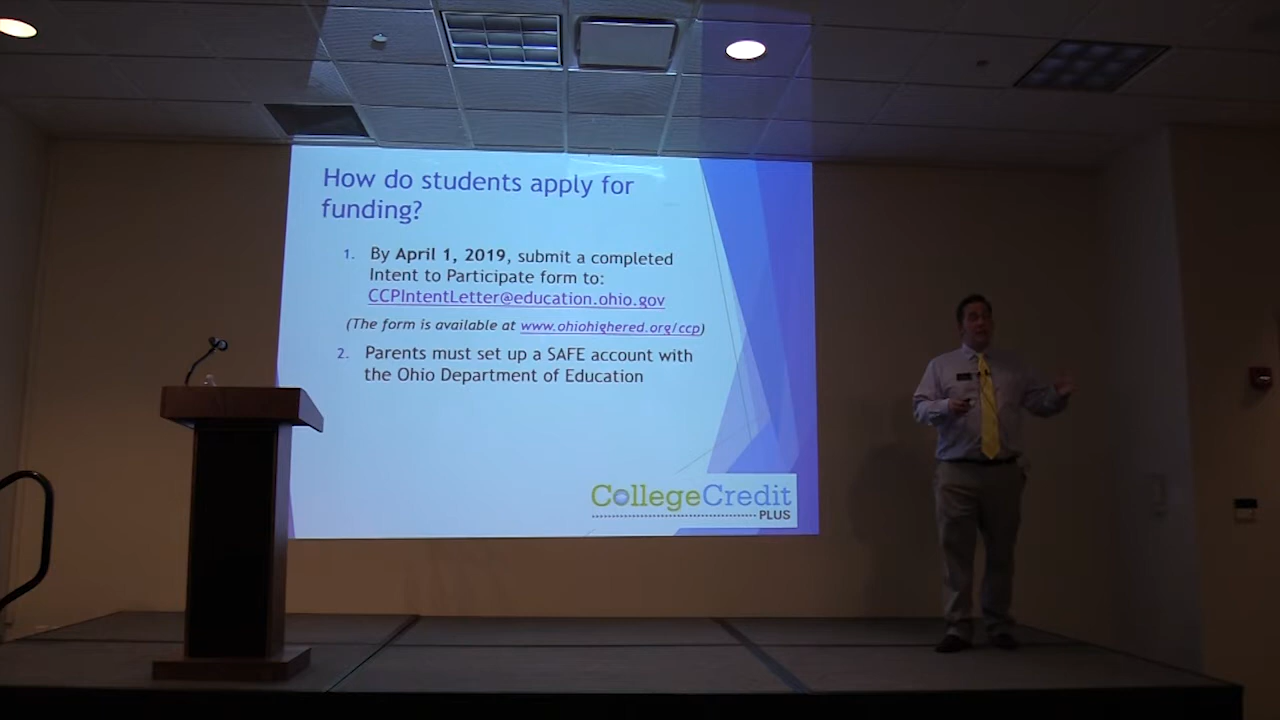 How do students apply for
funding?
1. By April 1, 2019, submit a completed
Intent to Participate form to:
CCPIntentLetter@education.ohio.gov
(The form is available at www.ohiohighered.org/ccp)
2. Parents must set up a SAFE account with
the Ohio Department of Education
CollegeCredit
PLUS